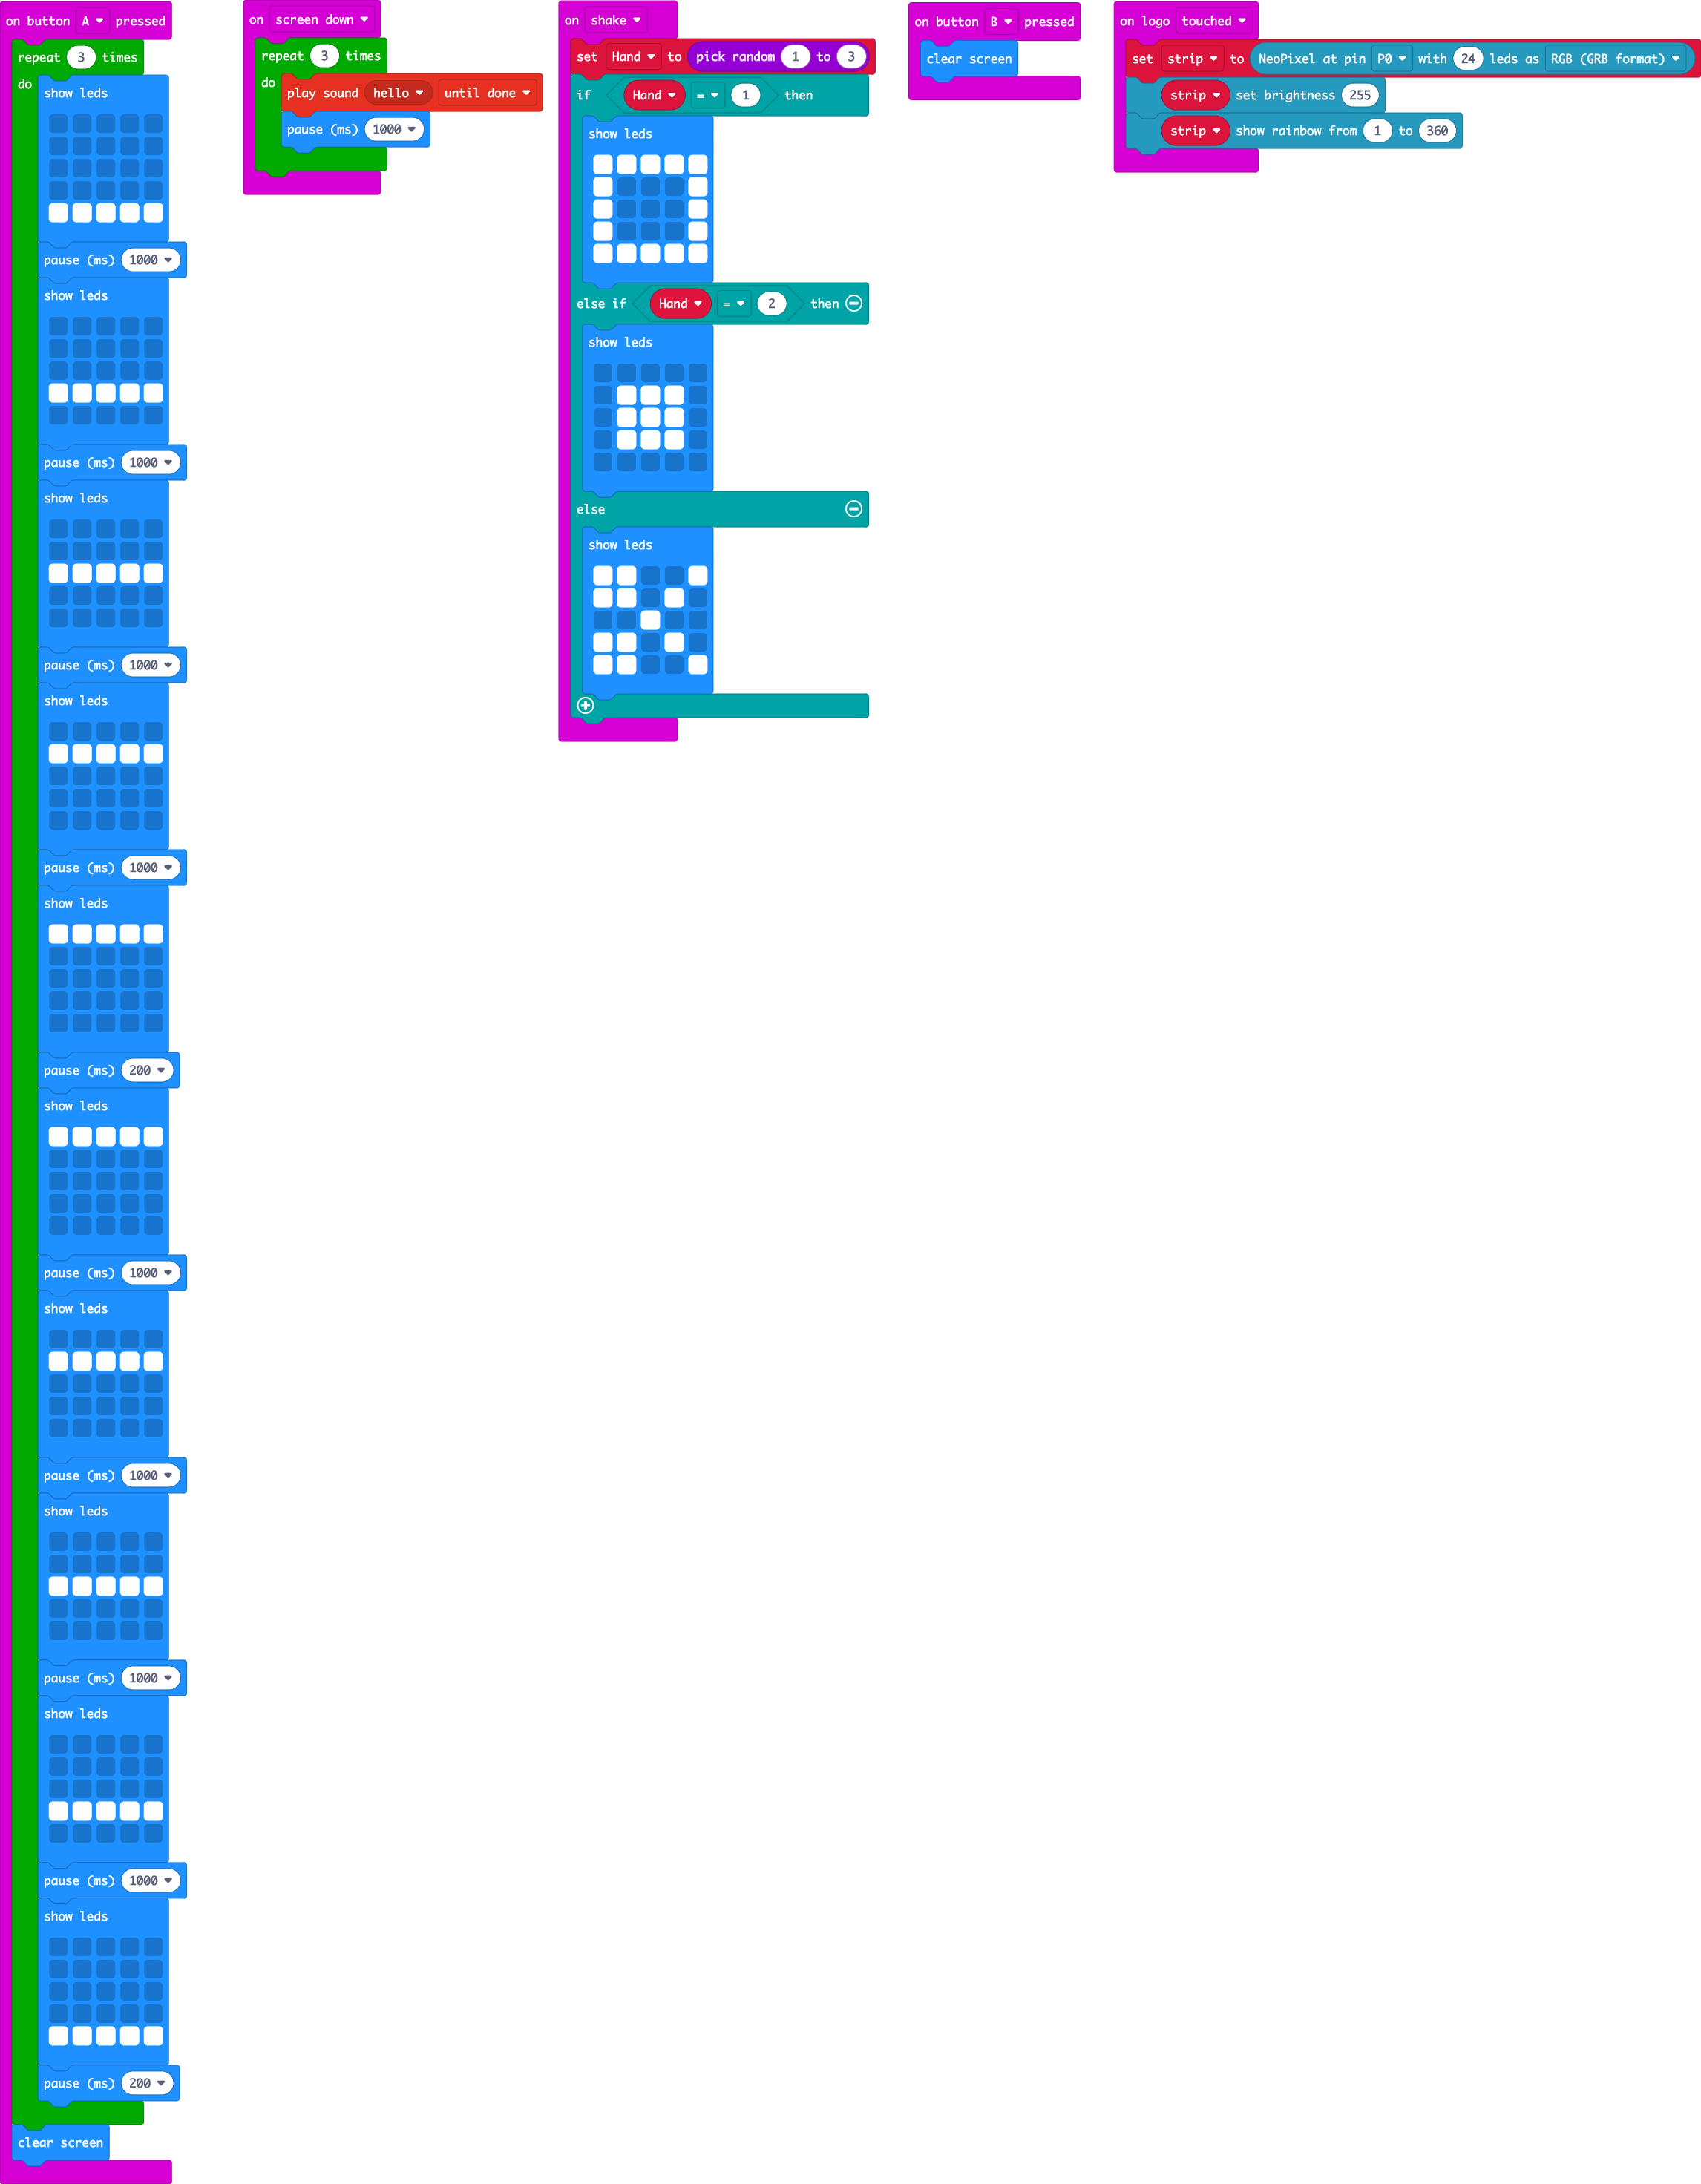 on button A pressed
repeat 3 times
do
show leds
pause (ms) 1000
show leds
pause (ms) 1000
show leds
pause (ms) 1000
show leds
pause (ms) 1000
show leds
pause (ms) 200
show leds
pause (ms) 1000
show leds
pause (ms) 1000
show leds
pause (ms) 1000
show leds
pause (ms) 1000
show leds
pause (ms) 200
clear screen
on screen down
repeat 3 times
do
play sound hello until done
pause (ms) 1000
on shake
set Hand to pick random 1 to 3
if Hand = 1 then
show leds
else if Hand = 2 then
show leds
else
show leds
on button B pressed
clear screen
on logo touched
set strip to NeoPixel at pin P0 with 24 leds as RGB (GRB format)
strip set brightness 255
strip show rainbow from 1 to 360